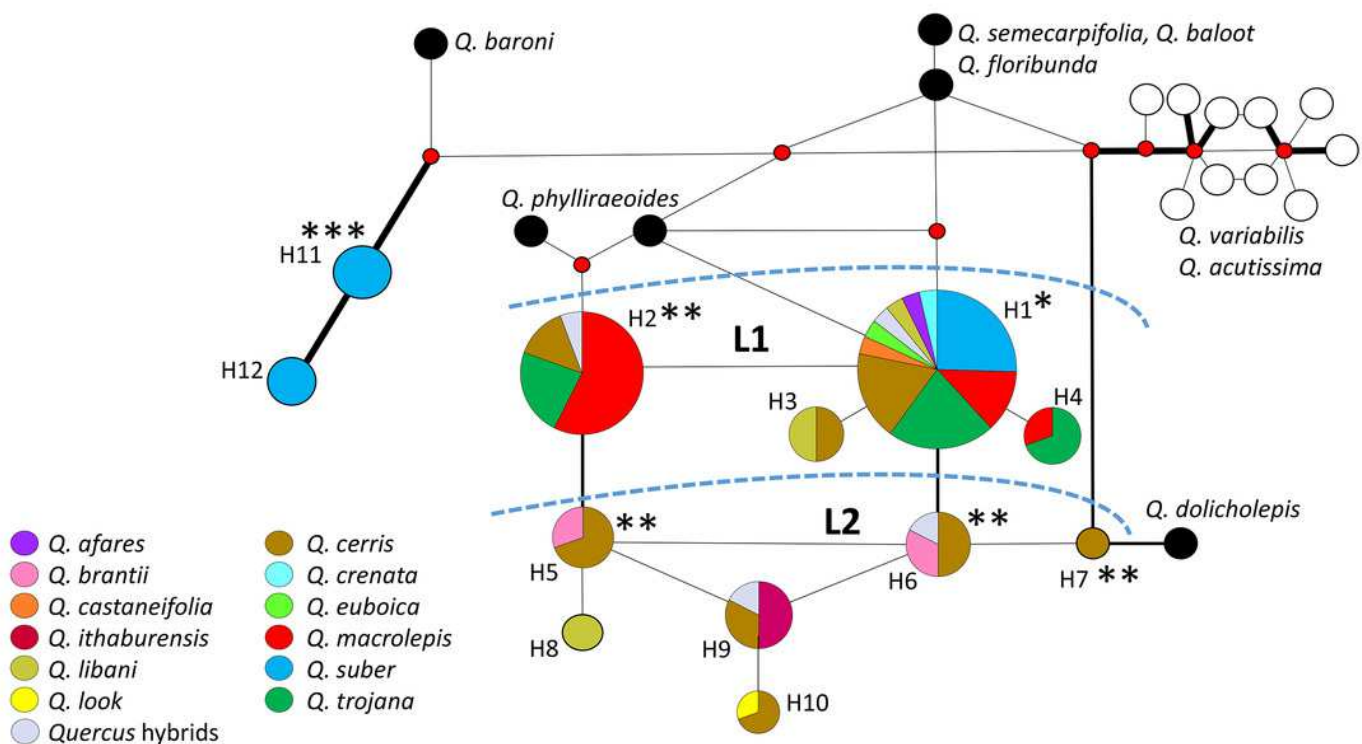 Q. baroni
Q. semecarpifolia, Q. baloot
Q. floribunda
Q. phylliraeoides
Q. variabilis
Q. acutissima
***
H11
H12
H2**
L1
H1*
H3
H4
L2
**
**
Q. dolicholepis
H5
H6
H7**
H8
H9
H10
Q. afares
Q. brantii
Q. castaneifolia
Q. ithaburensis
Q. libani
Q. look
Quercus hybrids
Q. cerris
Q. crenata
Q. euboica
Q. macrolepis
Q. suber
Q. trojana